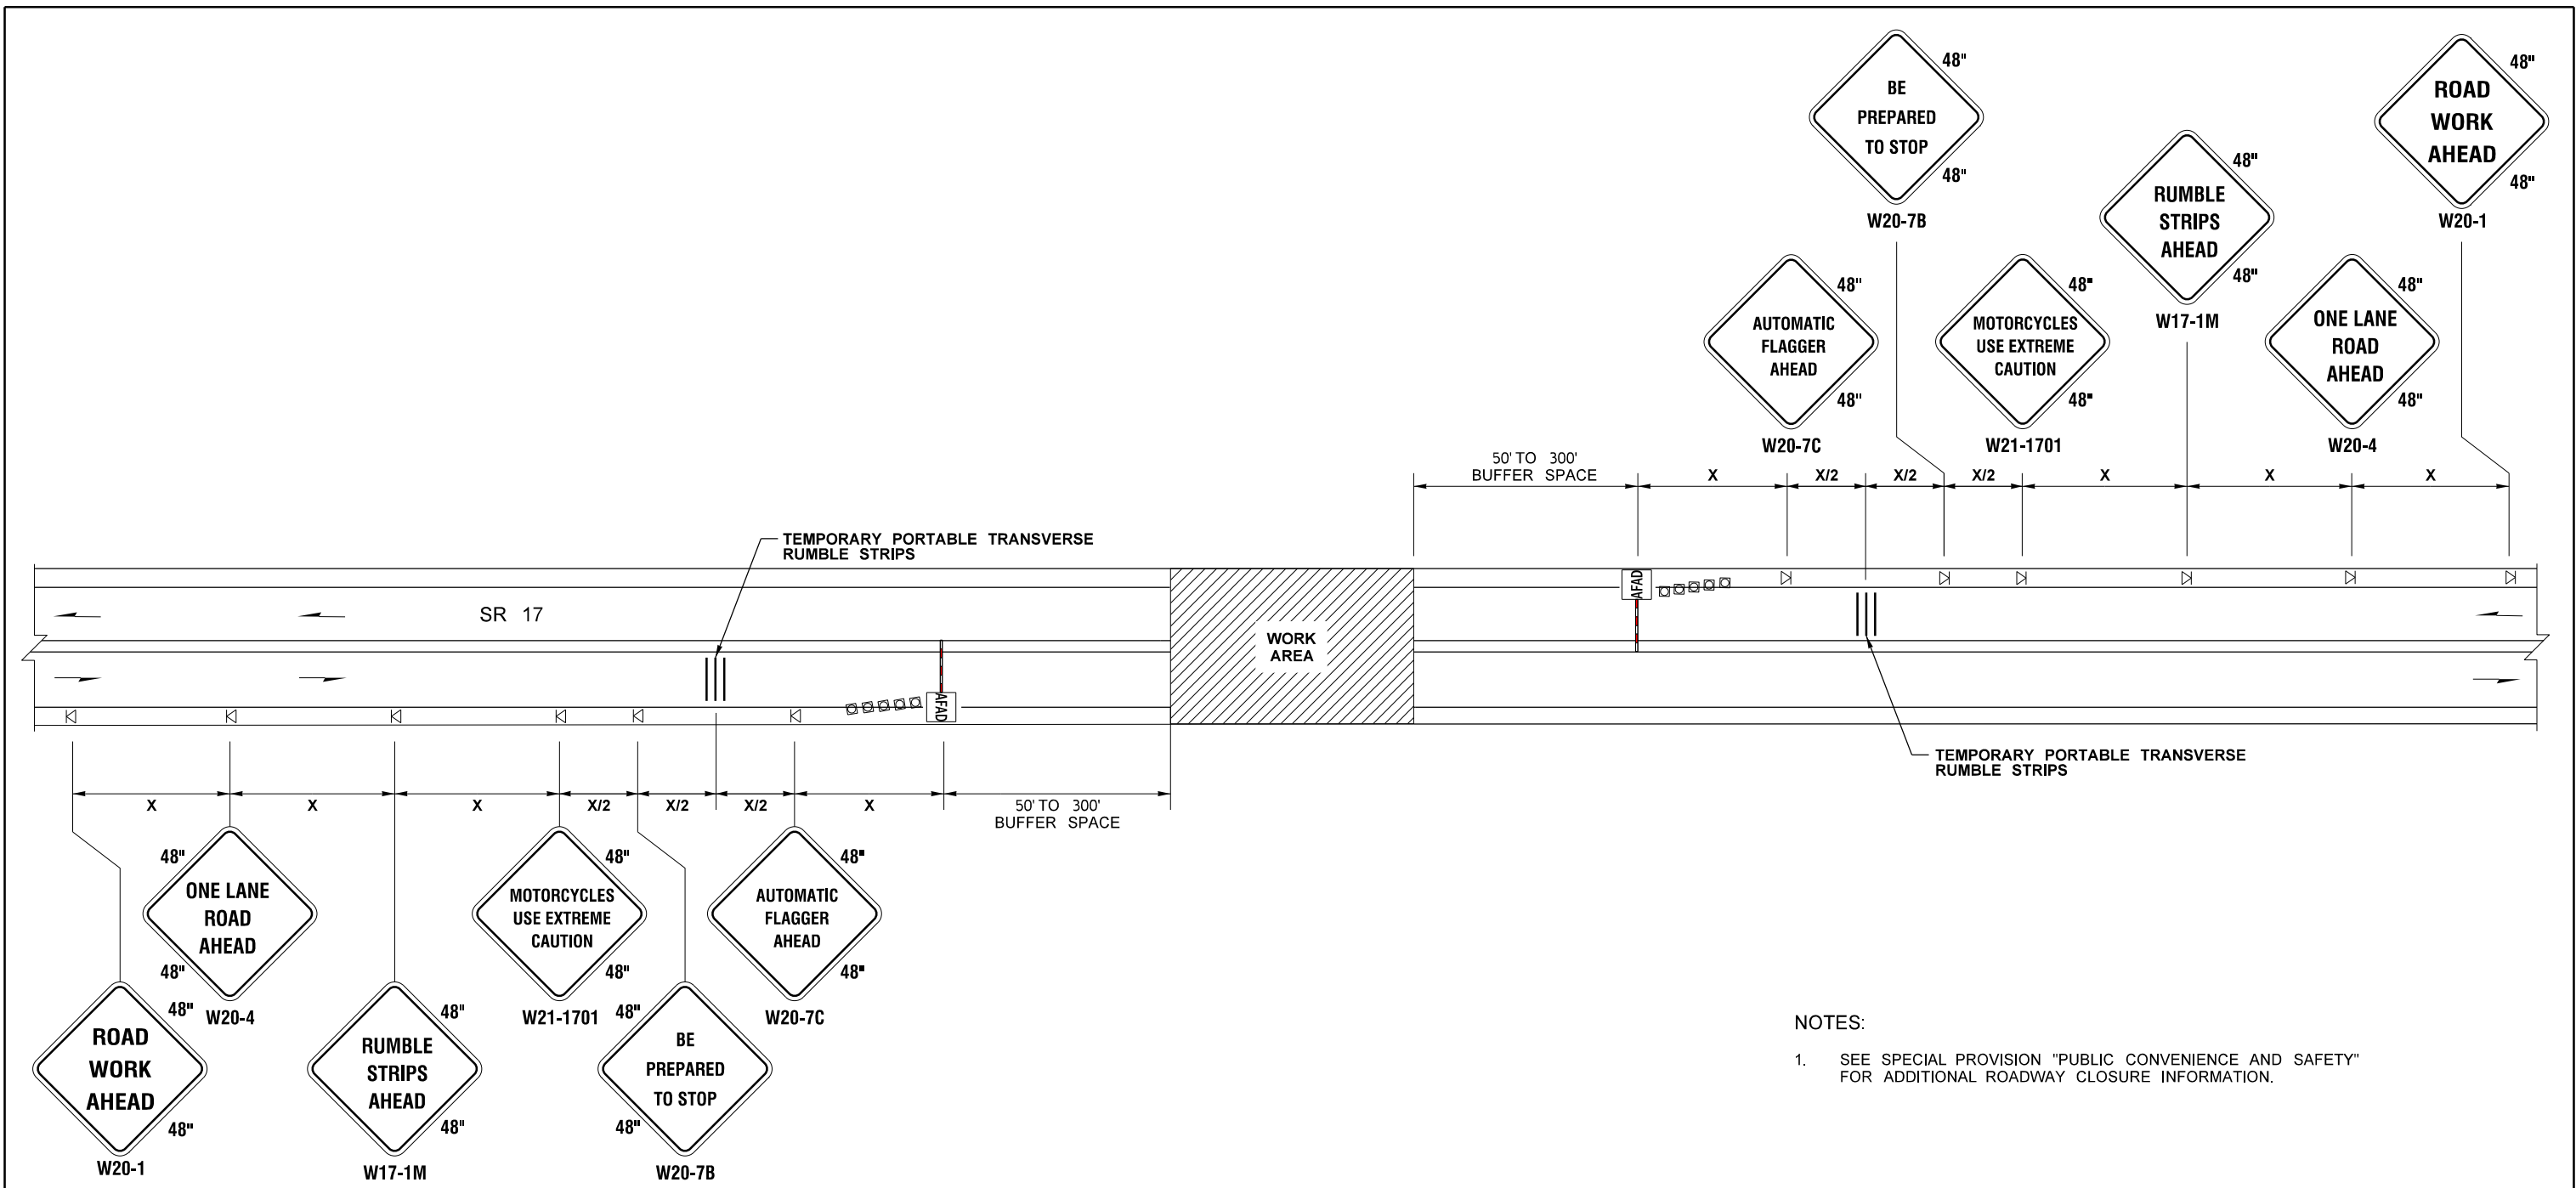 BE
PREPARED
TO STOP
48"
48"
W20-7B
ROAD
WORK
AHEAD
48"
48"
W20-1
RUMBLE
STRIPS
AHEAD
48"
48"
W17-1M
AUTOMATIC
FLAGGER
AHEAD
48"
48"
W20-7C
MOTORCYCLES
USE EXTREME
CAUTION
48"
48"
W21-1701
ONE LANE
ROAD
AHEAD
48"
48"
W20-4
50' TO 300'
BUFFER SPACE
X
X/2
X/2
X/2
X
X
X
TEMPORARY PORTABLE TRANSVERSE
RUMBLE STRIPS
AFAD
SR 17
WORK
AREA
AFAD
TEMPORARY PORTABLE TRANSVERSE
RUMBLE STRIPS
X
X
X
X/2
X/2
X/2
X
50' TO 300'
BUFFER SPACE
48"
ONE LANE
ROAD
AHEAD
48"
W20-4
48"
MOTORCYCLES
USE EXTREME
CAUTION
48"
W21-1701
48"
AUTOMATIC
FLAGGER
AHEAD
48"
W20-7C
48"
ROAD
WORK
AHEAD
48"
W20-1
48"
RUMBLE
STRIPS
AHEAD
48"
W17-1M
48"
BE
PREPARED
TO STOP
48"
W20-7B
NOTES:
1. SEE SPECIAL PROVISION "PUBLIC CONVENIENCE AND SAFETY"
FOR ADDITIONAL ROADWAY CLOSURE INFORMATION.